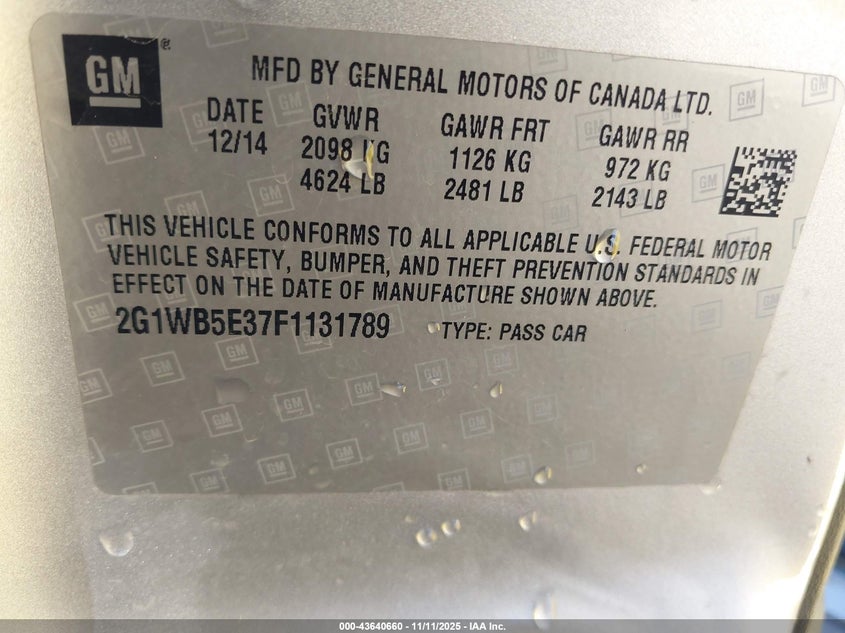 GM ®
MFD BY GENERAL MOTORS OF CANADA LTD.
DATE GVWR GAWR FRT GAWR RR
12/14 2098 KG 1126 KG 972 KG
4624 LB 2481 LB 2143 LB
THIS VEHICLE CONFORMS TO ALL APPLICABLE U.S. FEDERAL MOTOR
VEHICLE SAFETY, BUMPER, AND THEFT PREVENTION STANDARDS IN
EFFECT ON THE DATE OF MANUFACTURE SHOWN ABOVE.
2G1WB5E37F1131789 TYPE: PASS CAR
000-43640660 - 11/11/2025 - IAA Inc.